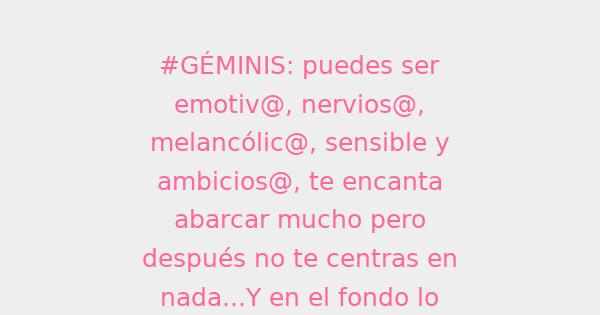 #GÉMINIS: puedes ser
emotiv@, nervios@,
melancólic@, sensible y
ambicios@, te encanta
abarcar mucho pero
después no te centras en
nada...Y en el fondo lo